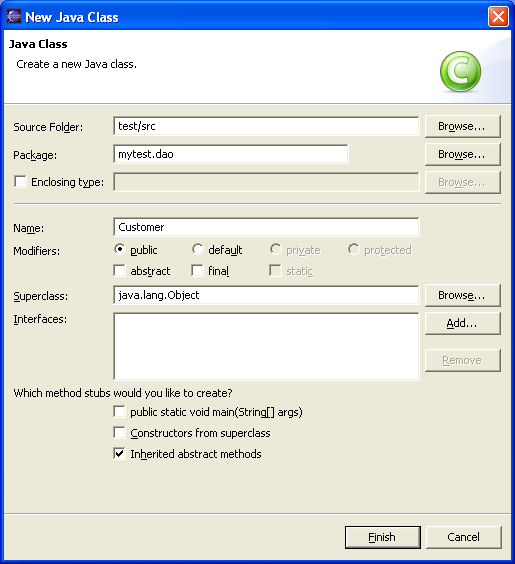 New Java Class
Java Class
Create a new Java class.
C
Source Folder: test/src Browse...
Package: mytest.dao Browse...
Enclosing type: Browse...
Name: Customer
Modifiers: public default private protected
abstract final static
Superclass: java.lang.Object Browse...
Interfaces: Add...
Remove
Which method stubs would you like to create?
public static void main(String[] args)
Constructors from superclass
Inherited abstract methods
Finish Cancel